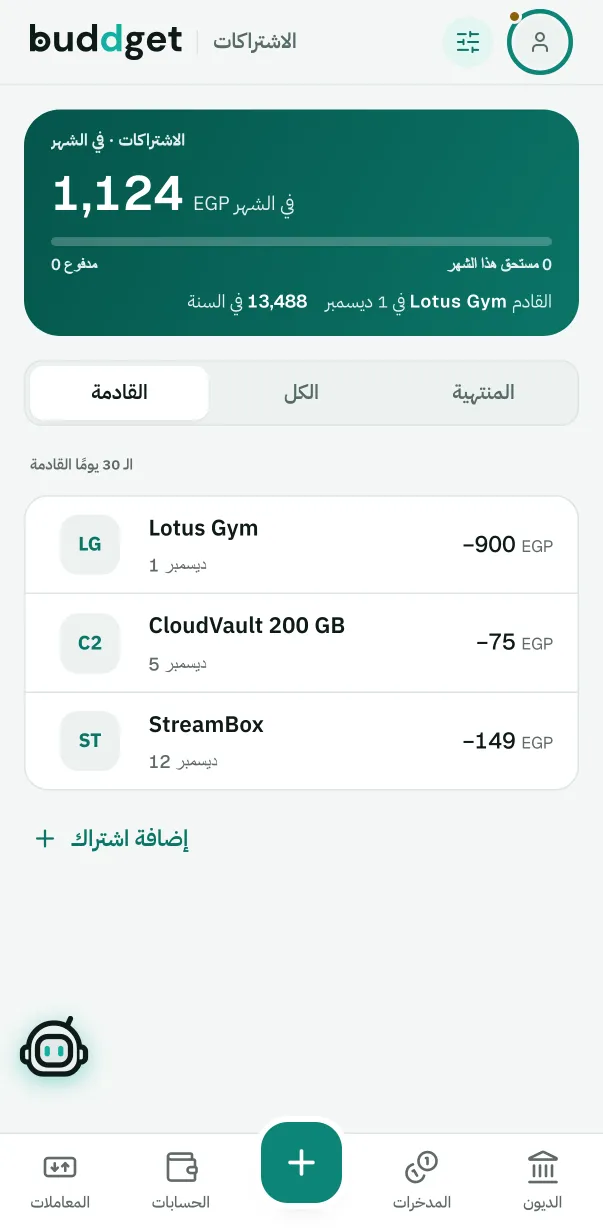 buddget
الاشتراكات
الاشتراكات · في الشهر
1,124 EGP في الشهر
0 مدفوع
0 مستحق هذا الشهر
القادم Lotus Gym في 1 ديسمبر
13,488 في السنة
القادمة
الكل
المنتهية
الـ 30 يومًا القادمة
LG
Lotus Gym
1 ديسمبر
−900 EGP
C2
CloudVault 200 GB
5 ديسمبر
−75 EGP
ST
StreamBox
12 ديسمبر
−149 EGP
إضافة اشتراك
المعاملات
الحسابات
المدخرات
الديون